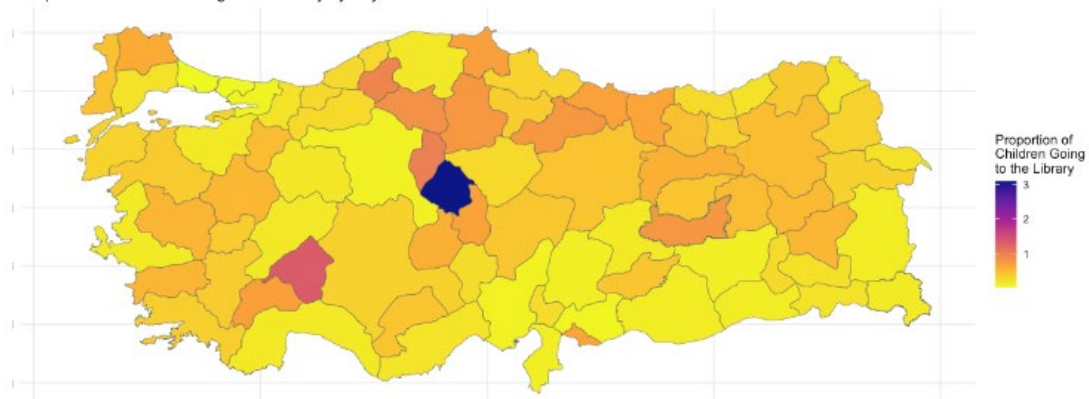 Proportion of
Children Going
to the Library
3
2
1